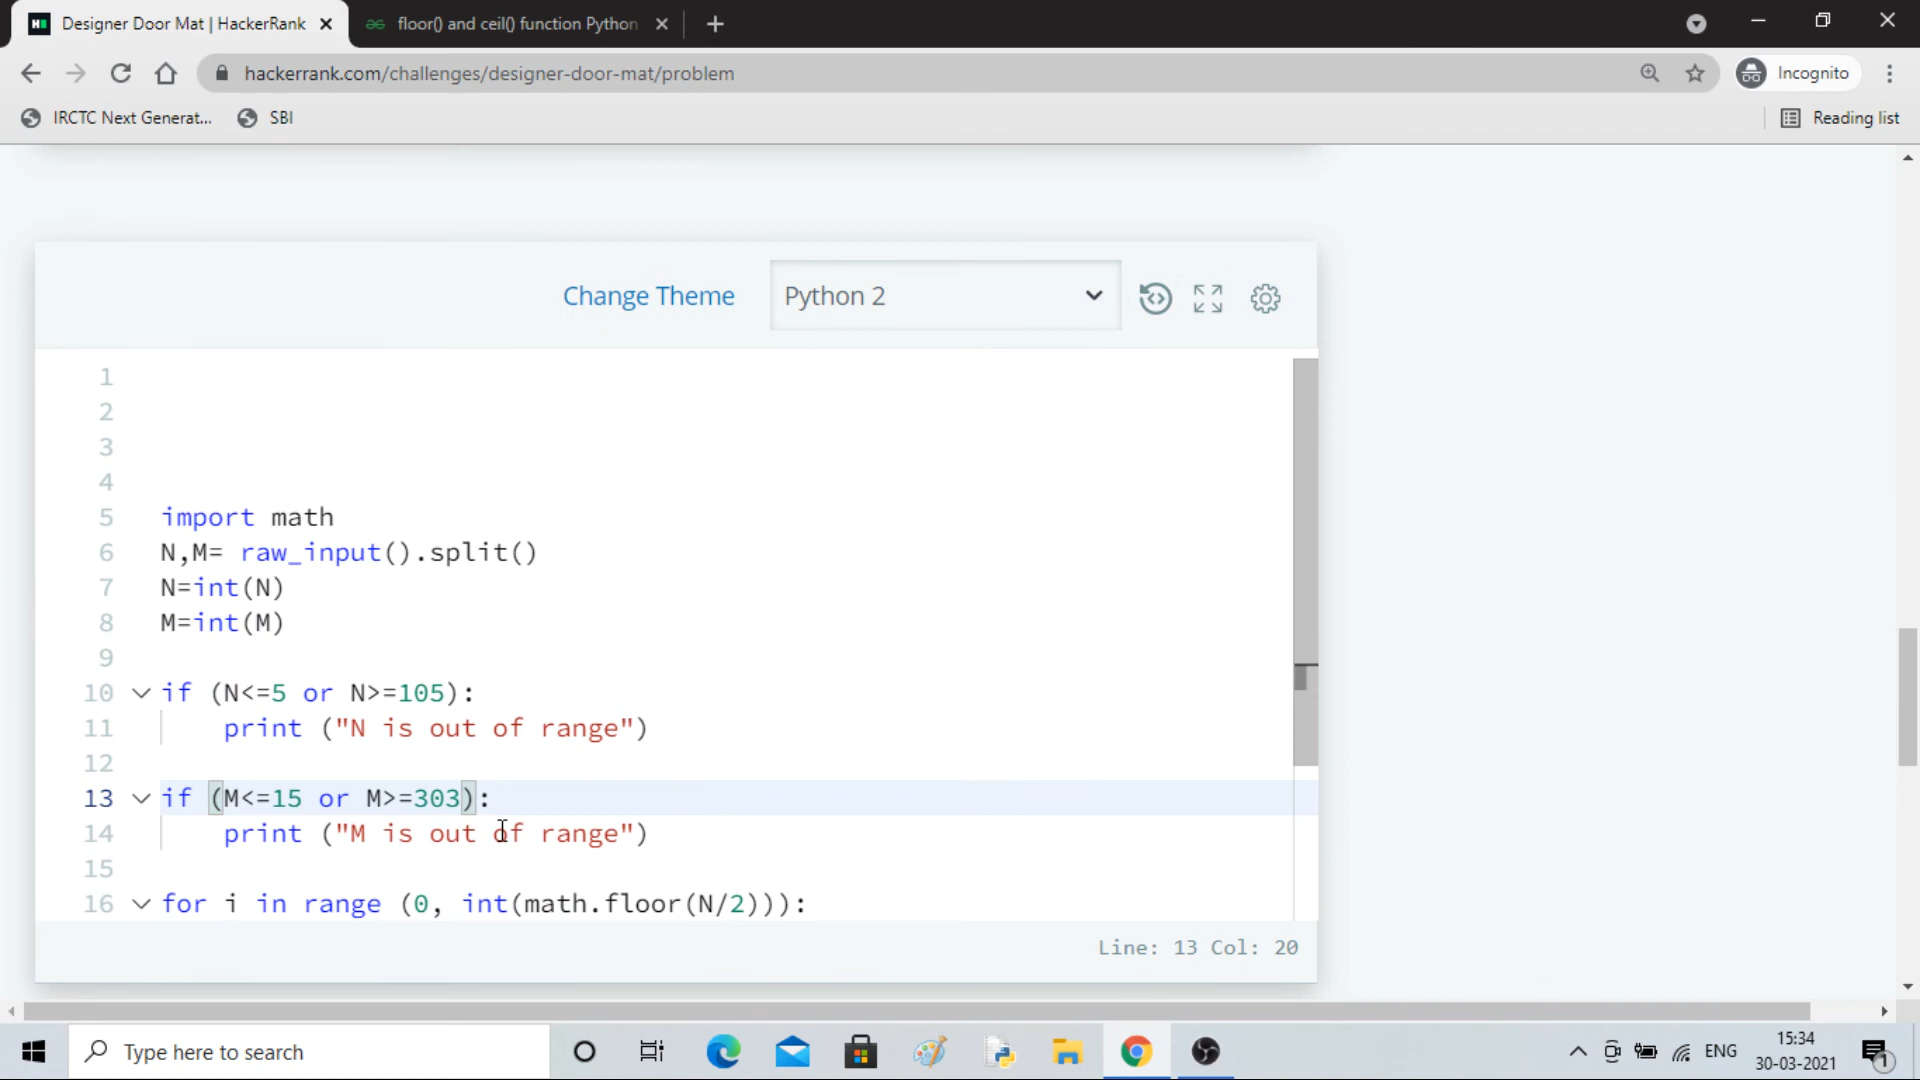 Designer Door Mat | HackerRank
floor() and ceil() function Python
hackerrank.com/challenges/designer-door-mat/problem
Incognito
IRCTC Next Generat...
SBI
Reading list
Change Theme
Python 2
1
2
3
4
5 import math
6 N,M= raw_input().split()
7 N=int(N)
8 M=int(M)
9
10 if (N<=5 or N>=105):
11 print ("N is out of range")
12
13 if (M<=15 or M>=303):
14 print ("M is out of range")
15
16 for i in range (0, int(math.floor(N/2))):
Line: 13 Col: 20
Type here to search
ENG
15:34
30-03-2021
1